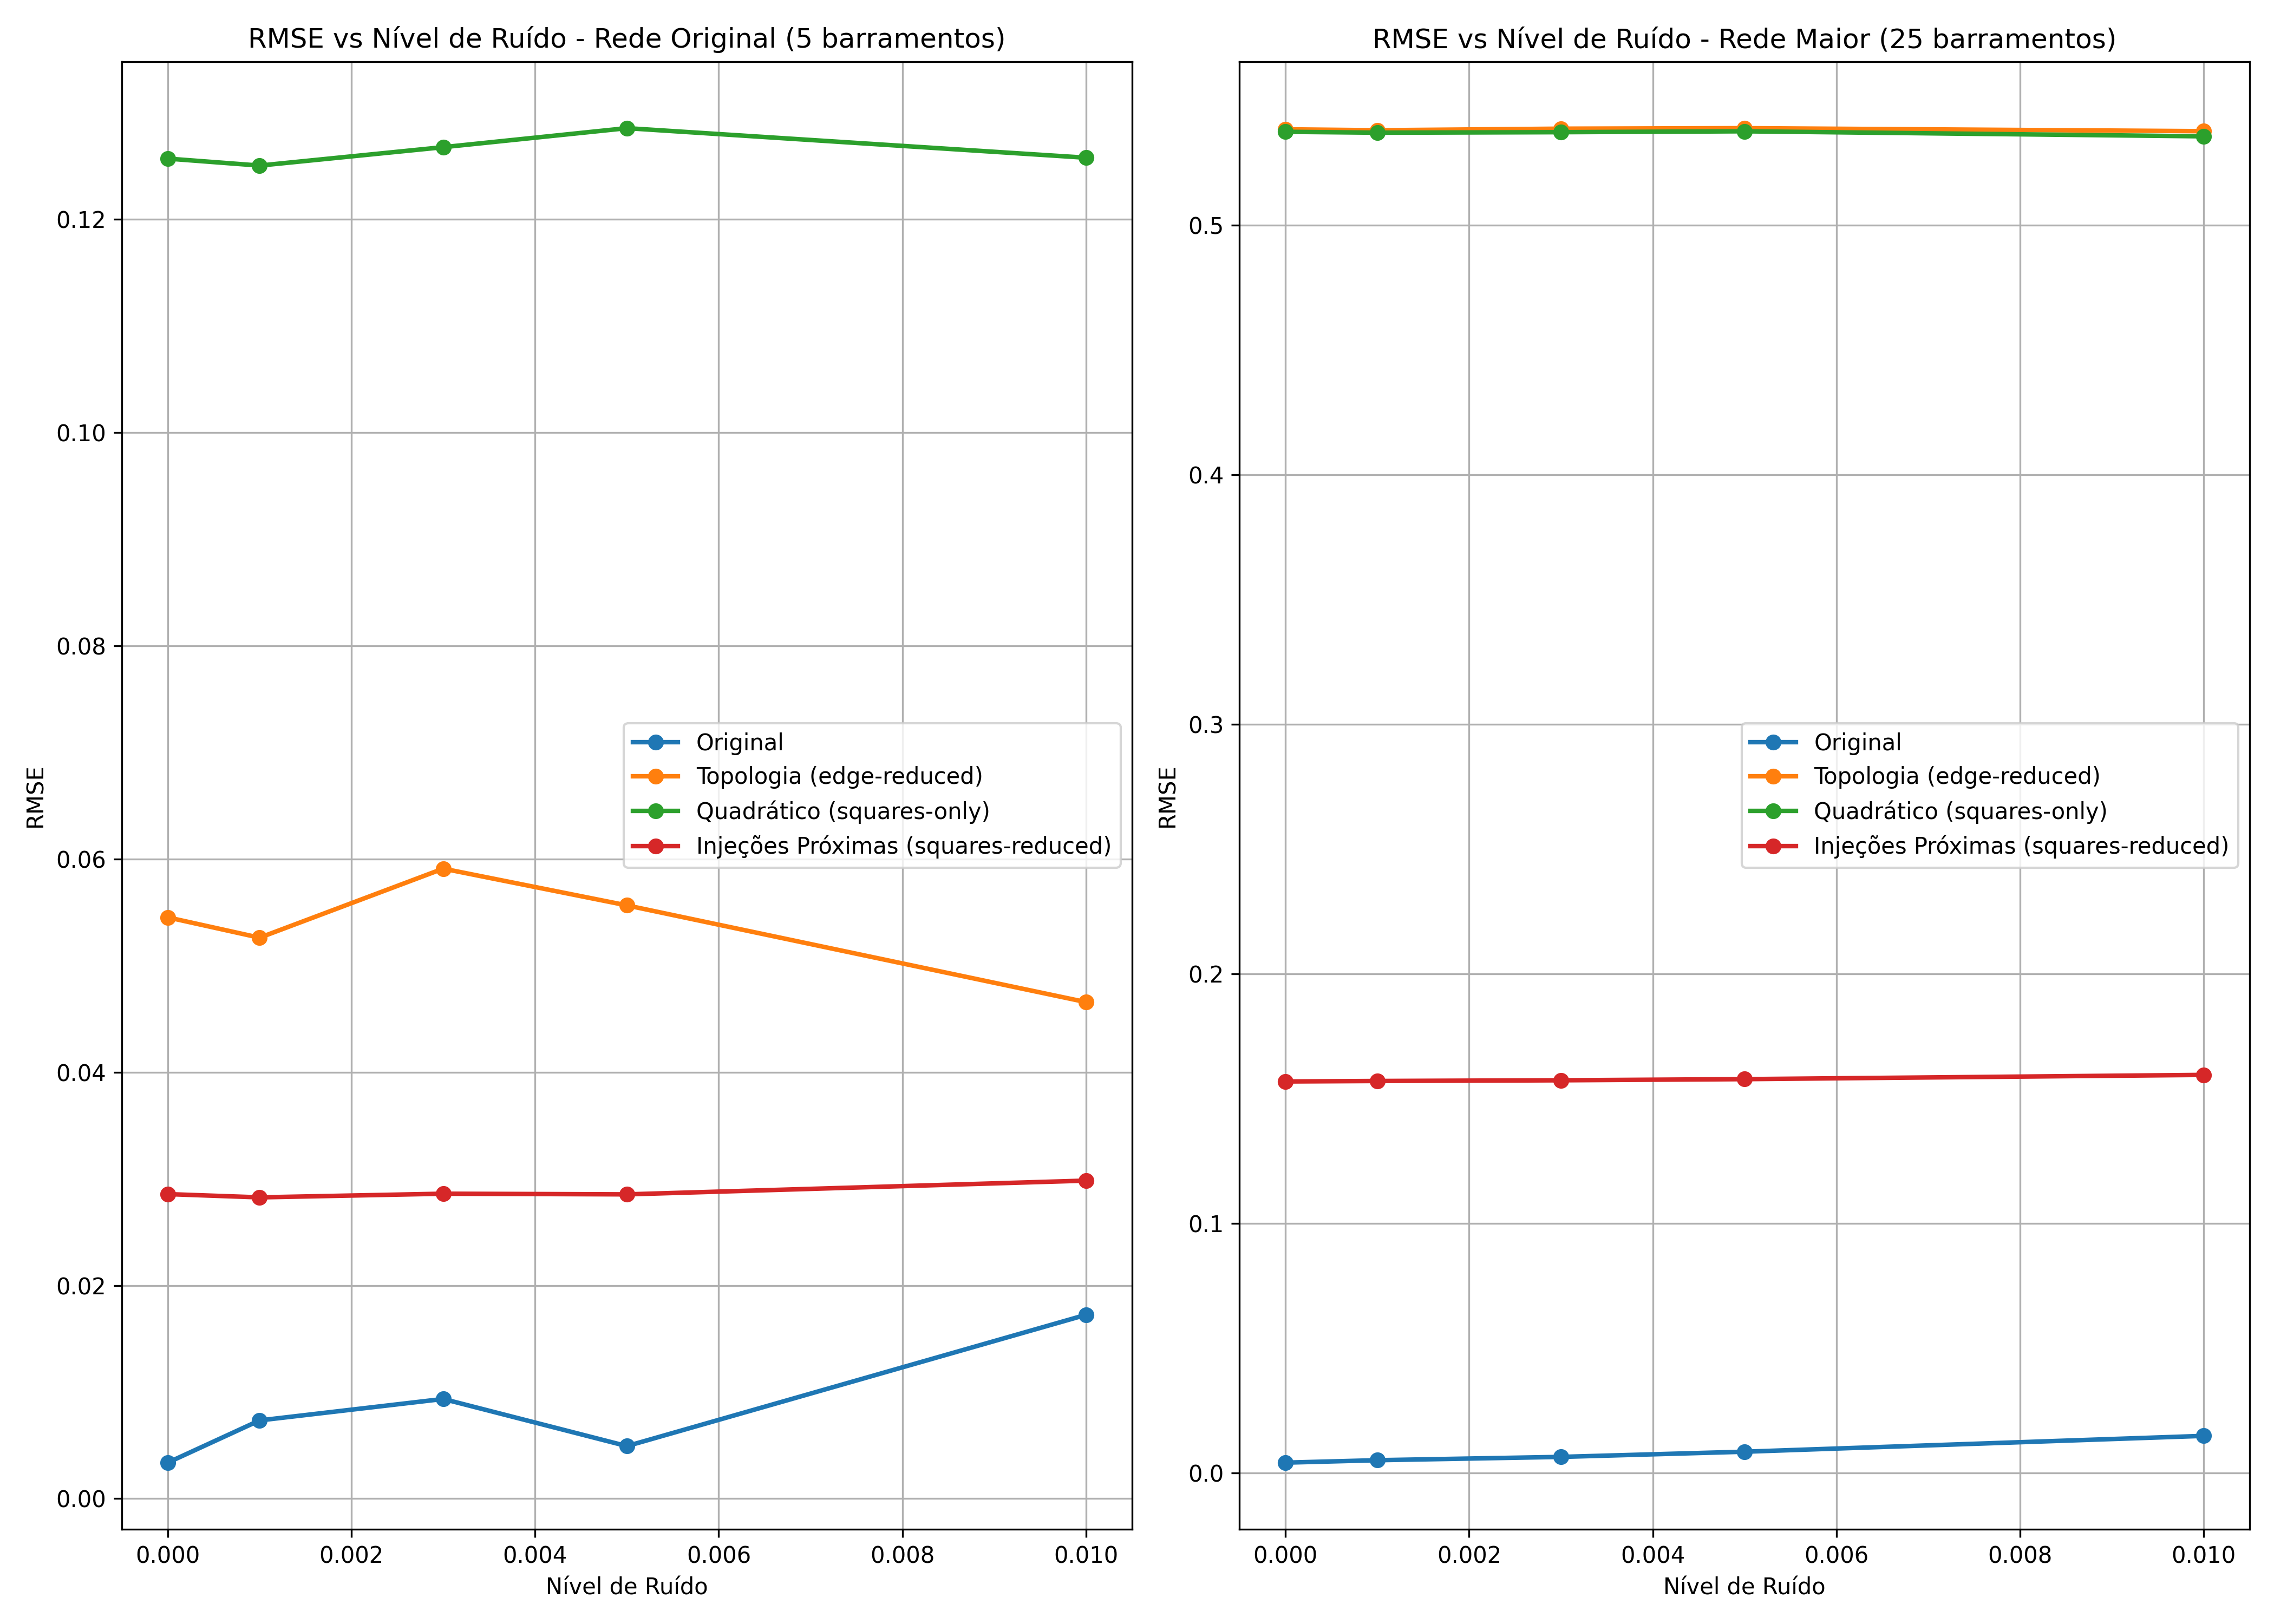 RMSE vs Nível de Ruído - Rede Original (5 barramentos)
0.12
0.10
0.08
0.06
0.04
0.02
0.00
RMSE
Original
Topologia (edge-reduced)
Quadrático (squares-only)
Injeções Próximas (squares-reduced)
0.000 0.002 0.004 0.006 0.008 0.010
Nível de Ruído
RMSE vs Nível de Ruído - Rede Maior (25 barramentos)
0.5
0.4
0.3
0.2
0.1
0.0
RMSE
Original
Topologia (edge-reduced)
Quadrático (squares-only)
Injeções Próximas (squares-reduced)
0.000 0.002 0.004 0.006 0.008 0.010
Nível de Ruído